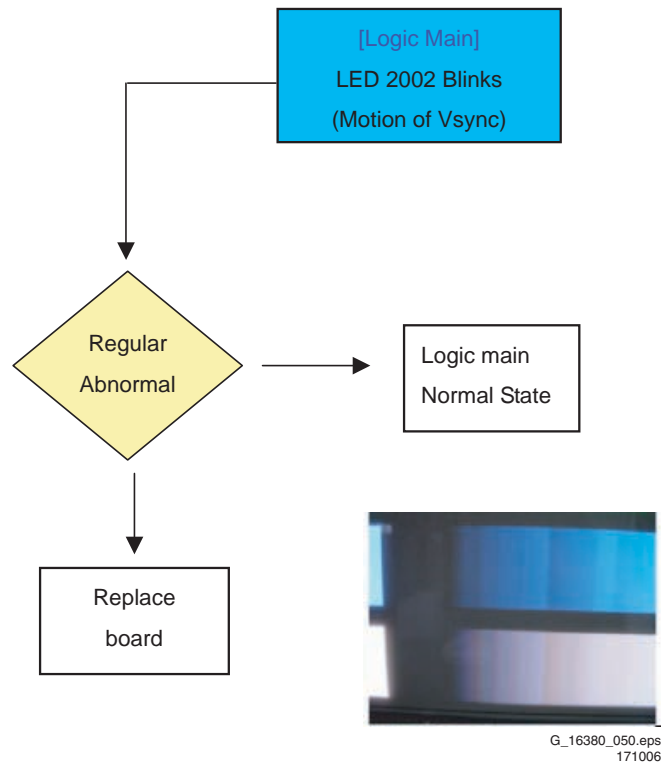 [Logic Main]
LED 2002 Blinks
(Motion of Vsync)
Regular
Abnormal
Logic main
Normal State
Replace
board
G_16380_050.eps
171006